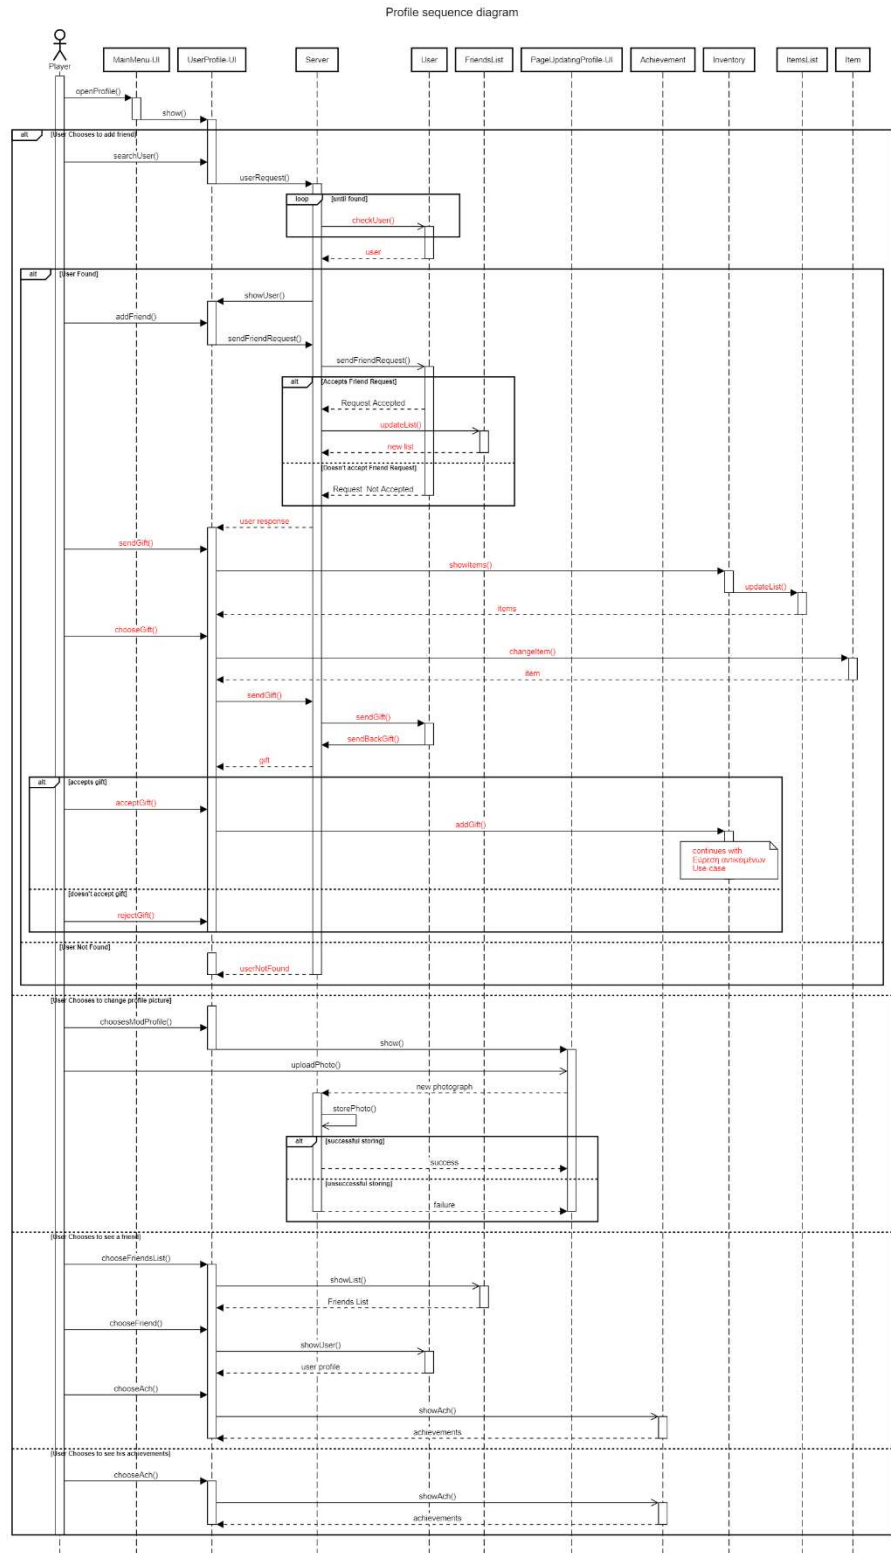 Profile sequence diagram
Player
MainMenu-UI
UserProfile-UI
Server
User
FriendsList
PageUpdatingProfile-UI
Achievement
Inventory
ItemsList
Item
openProfile()
show()
alt
[User Chooses to add friend]
searchUser()
userRequest()
loop
[until found]
checkUser()
user
alt
[User Found]
showUser()
addFriend()
sendFriendRequest()
sendFriendRequest()
alt
[Accepts Friend Request]
Request Accepted
updateList()
new list
[Doesn't accept Friend Request]
Request Not Accepted
user response
sendGift()
showItems()
updateList()
items
chooseGift()
changeItem()
item
sendGift()
sendGift()
sendBackGift()
gift
alt
[accepts gift]
acceptGift()
addGift()
continues with
Εύρεση αντικειμένων
Use case
[doesn't accept gift]
rejectGift()
[User Not Found]
userNotFound
[User Chooses to change profile picture]
choosesModProfile()
show()
uploadPhoto()
new photograph
storePhoto()
alt
[successful storing]
success
[unsuccessful storing]
failure
[User Chooses to see a friend]
chooseFriendsList()
showList()
Friends List
chooseFriend()
showUser()
user profile
chooseAch()
showAch()
achievements
[User Chooses to see his achievements]
chooseAch()
showAch()
achievements